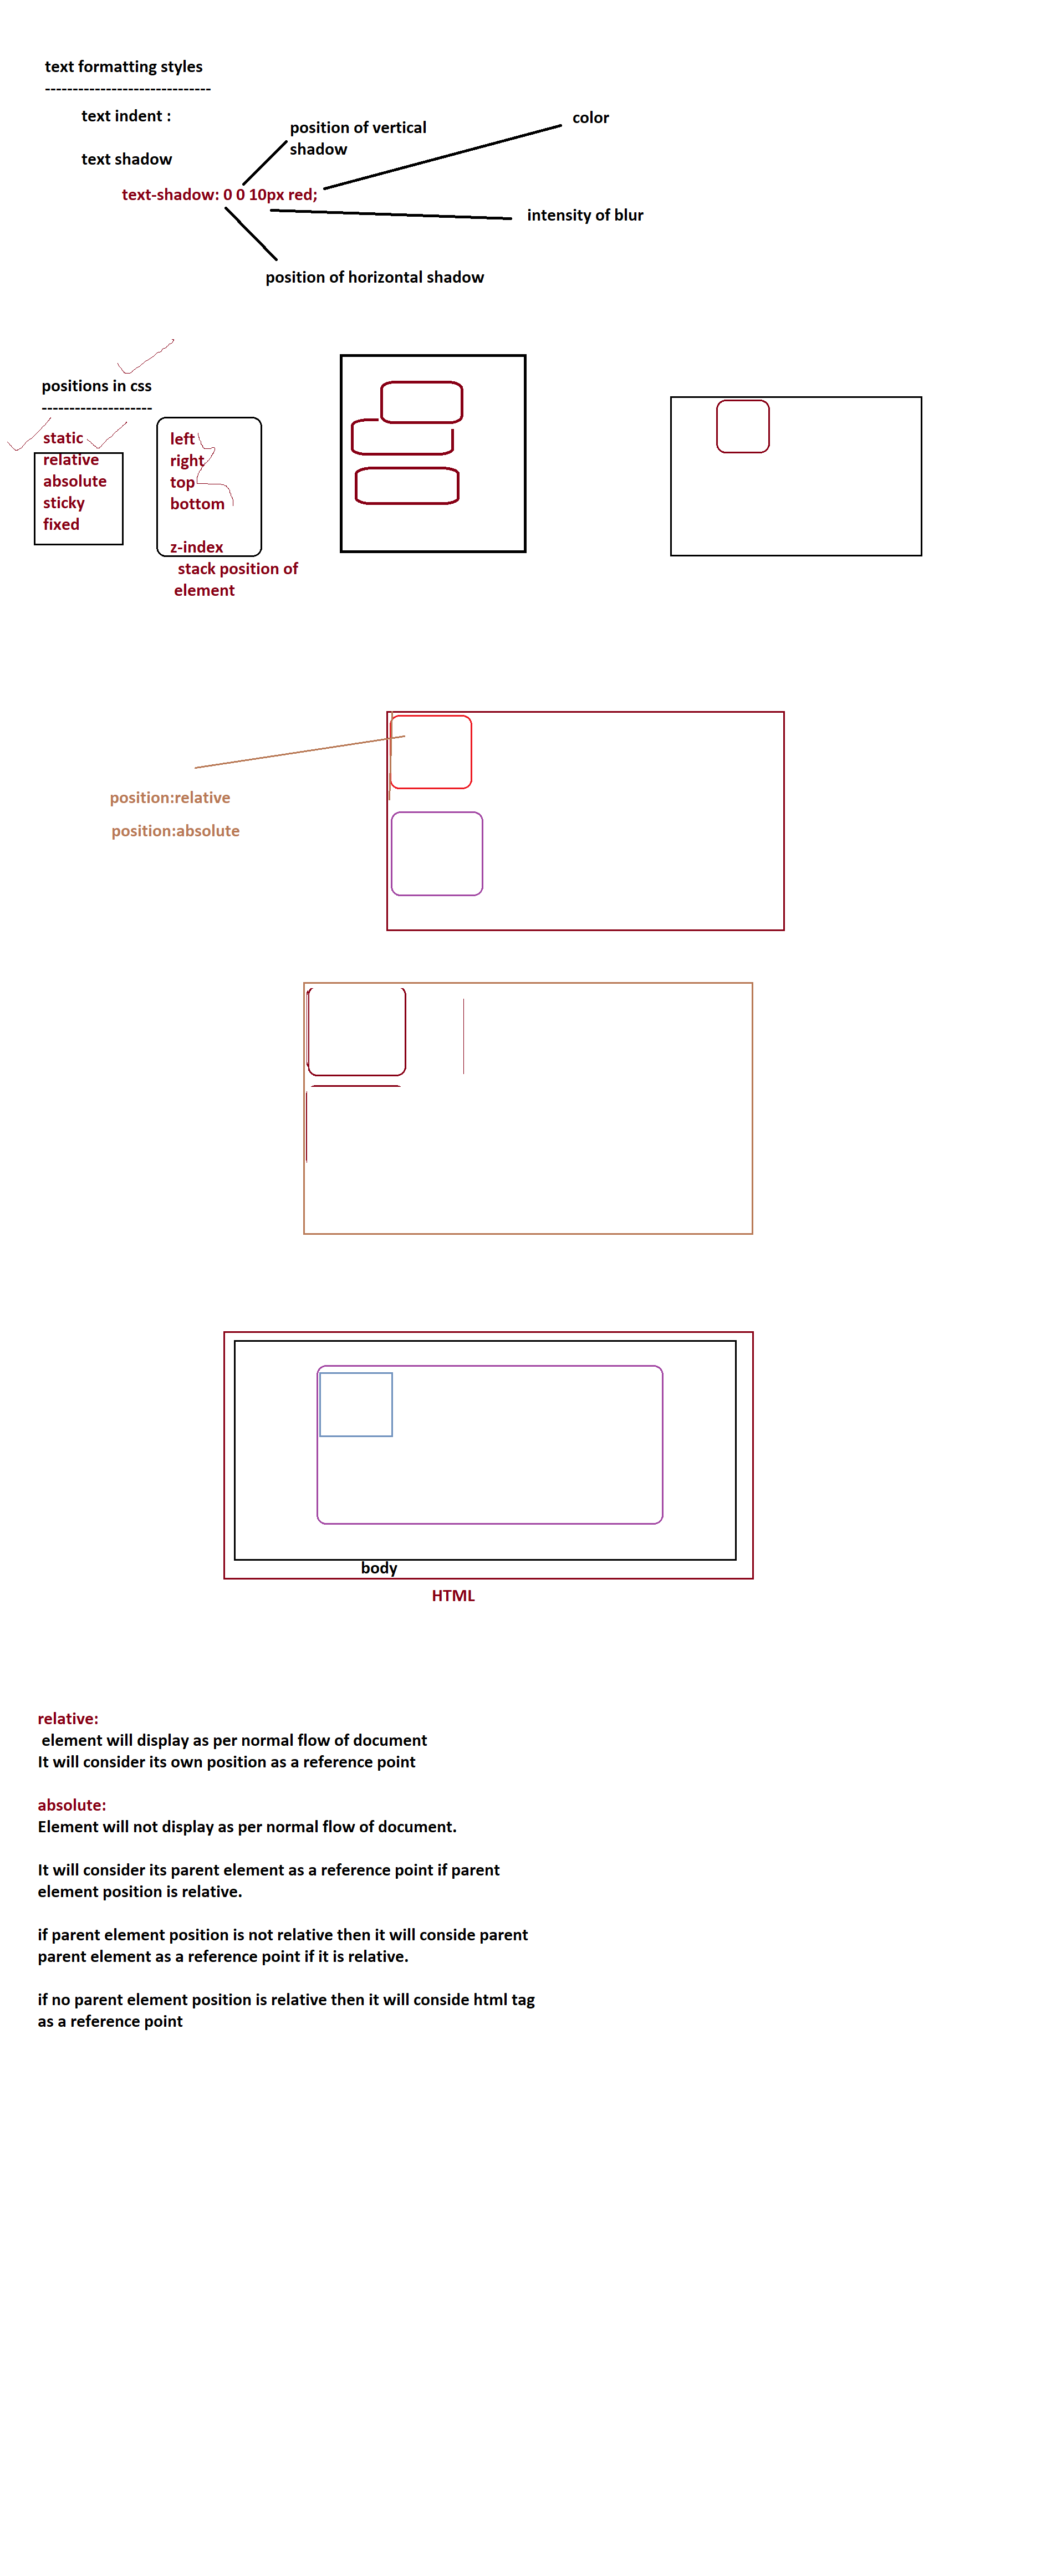 text formatting styles
------------------------------
text indent :
position of vertical
shadow
color
text shadow
text-shadow: 0 0 10px red;
intensity of blur
position of horizontal shadow
positions in css
--------------------
static
relative
absolute
sticky
fixed
left
right
top
bottom
z-index
stack position of
element
position:relative
position:absolute
body
HTML
relative:
element will display as per normal flow of document
It will consider its own position as a reference point
absolute:
Element will not display as per normal flow of document.
It will consider its parent element as a reference point if parent
element position is relative.
if parent element position is not relative then it will conside parent
parent element as a reference point if it is relative.
if no parent element position is relative then it will conside html tag
as a reference point